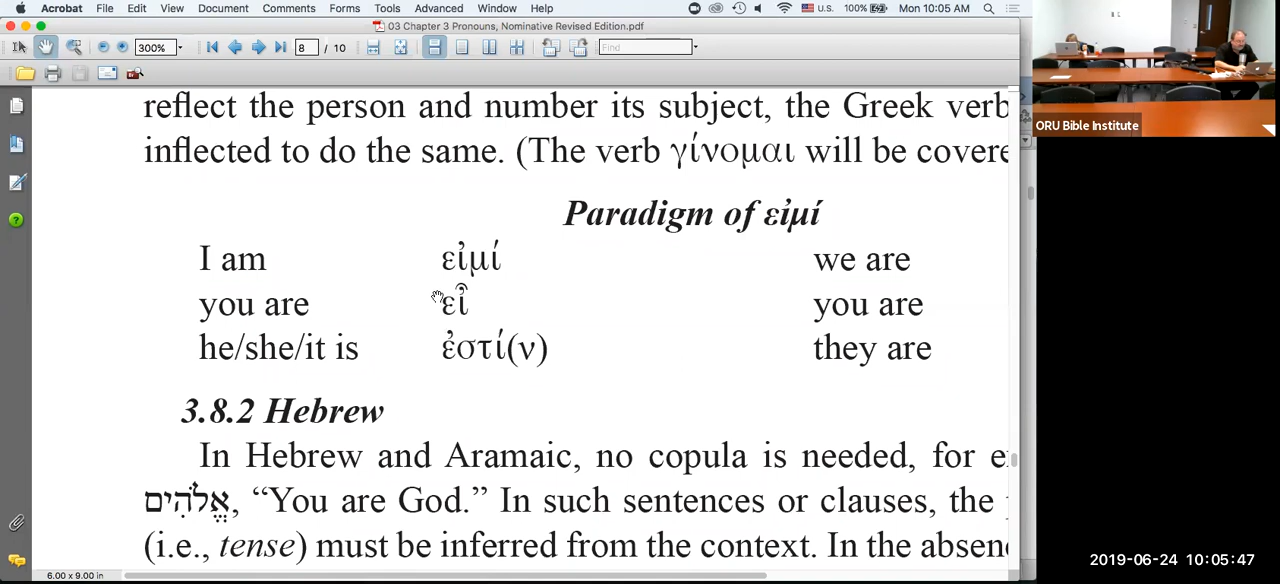 Acrobat File Edit View Document Comments Forms Tools Advanced Window Help U.S. 100% Mon 10:05 AM
03 Chapter 3 Pronouns, Nominative Revised Edition.pdf
300% 8 / 10 Find
ORU Bible Institute
reflect the person and number its subject, the Greek verb
inflected to do the same. (The verb γίνομαι will be covere
Paradigm of εἰμί
I am εἰμί we are
you are εἶ you are
he/she/it is ἐστί(ν) they are
3.8.2 Hebrew
In Hebrew and Aramaic, no copula is needed, for e
אֱלֹהִים, “You are God.” In such sentences or clauses, the
(i.e., tense) must be inferred from the context. In the absen
6.00 x 9.00 in
2019-06-24 10:05:47